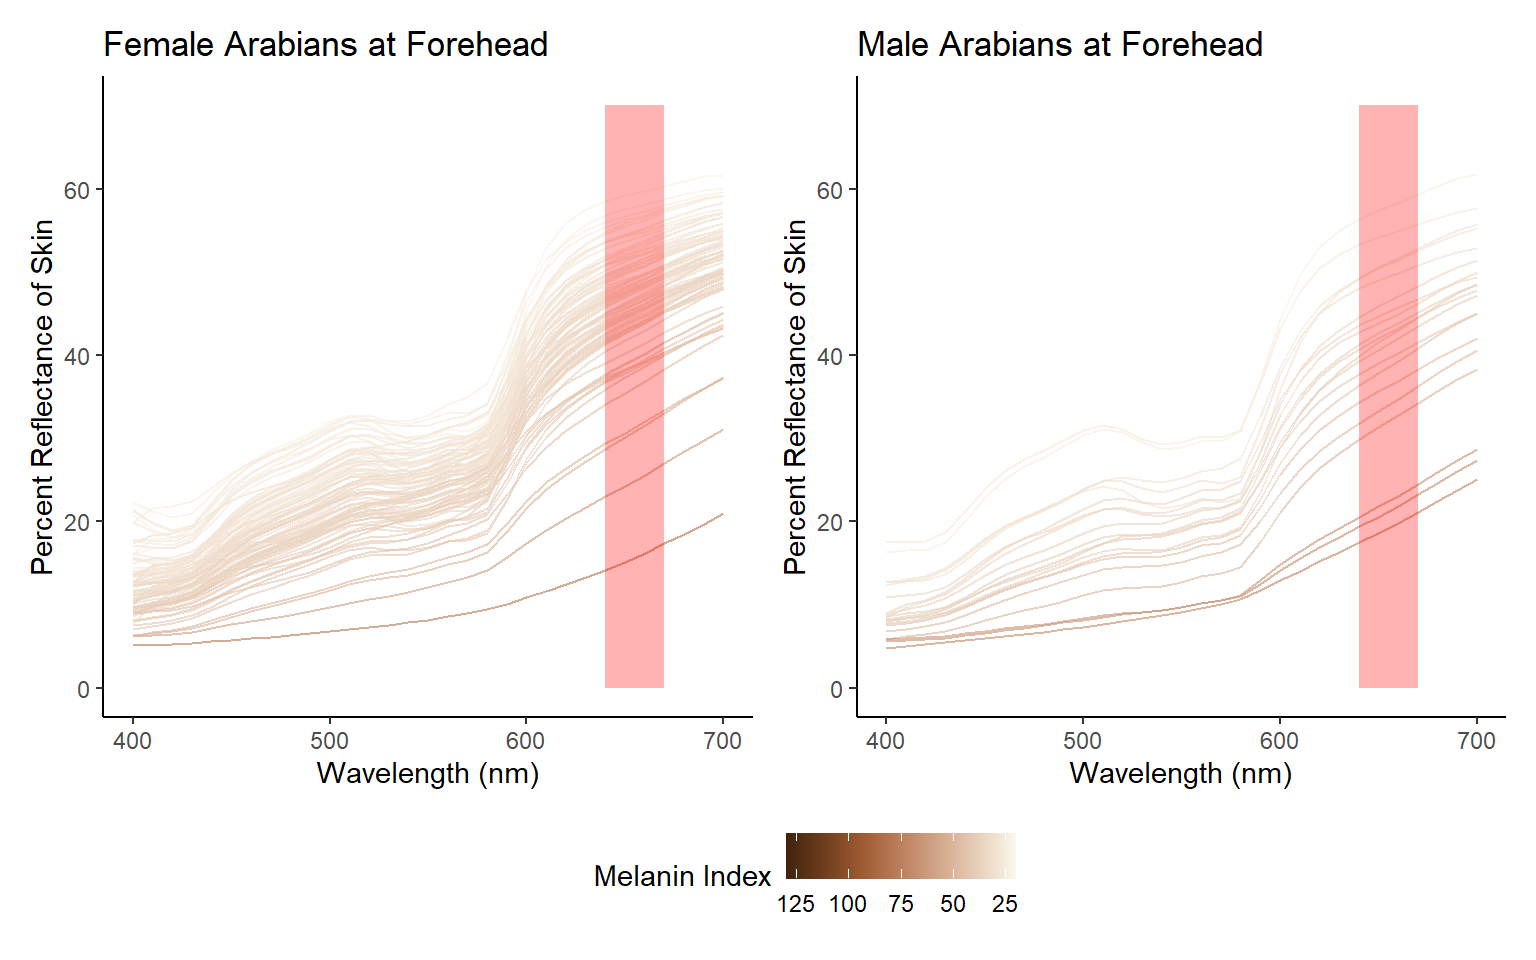 Female Arabians at Forehead
Percent Reflectance of Skin
60
40
20
0
400 500 600 700
Wavelength (nm)
Male Arabians at Forehead
Percent Reflectance of Skin
60
40
20
0
400 500 600 700
Wavelength (nm)
Melanin Index
125 100 75 50 25